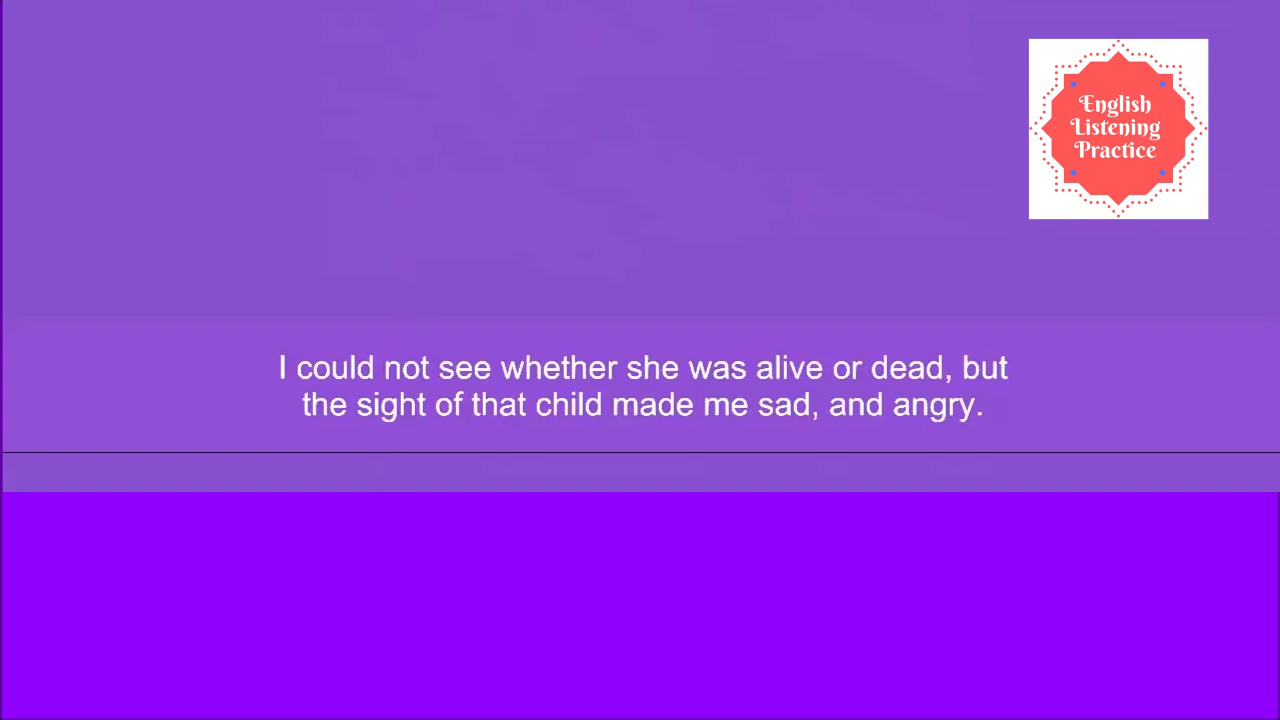 English
Listening
Practice
I could not see whether she was alive or dead, but
the sight of that child made me sad, and angry.